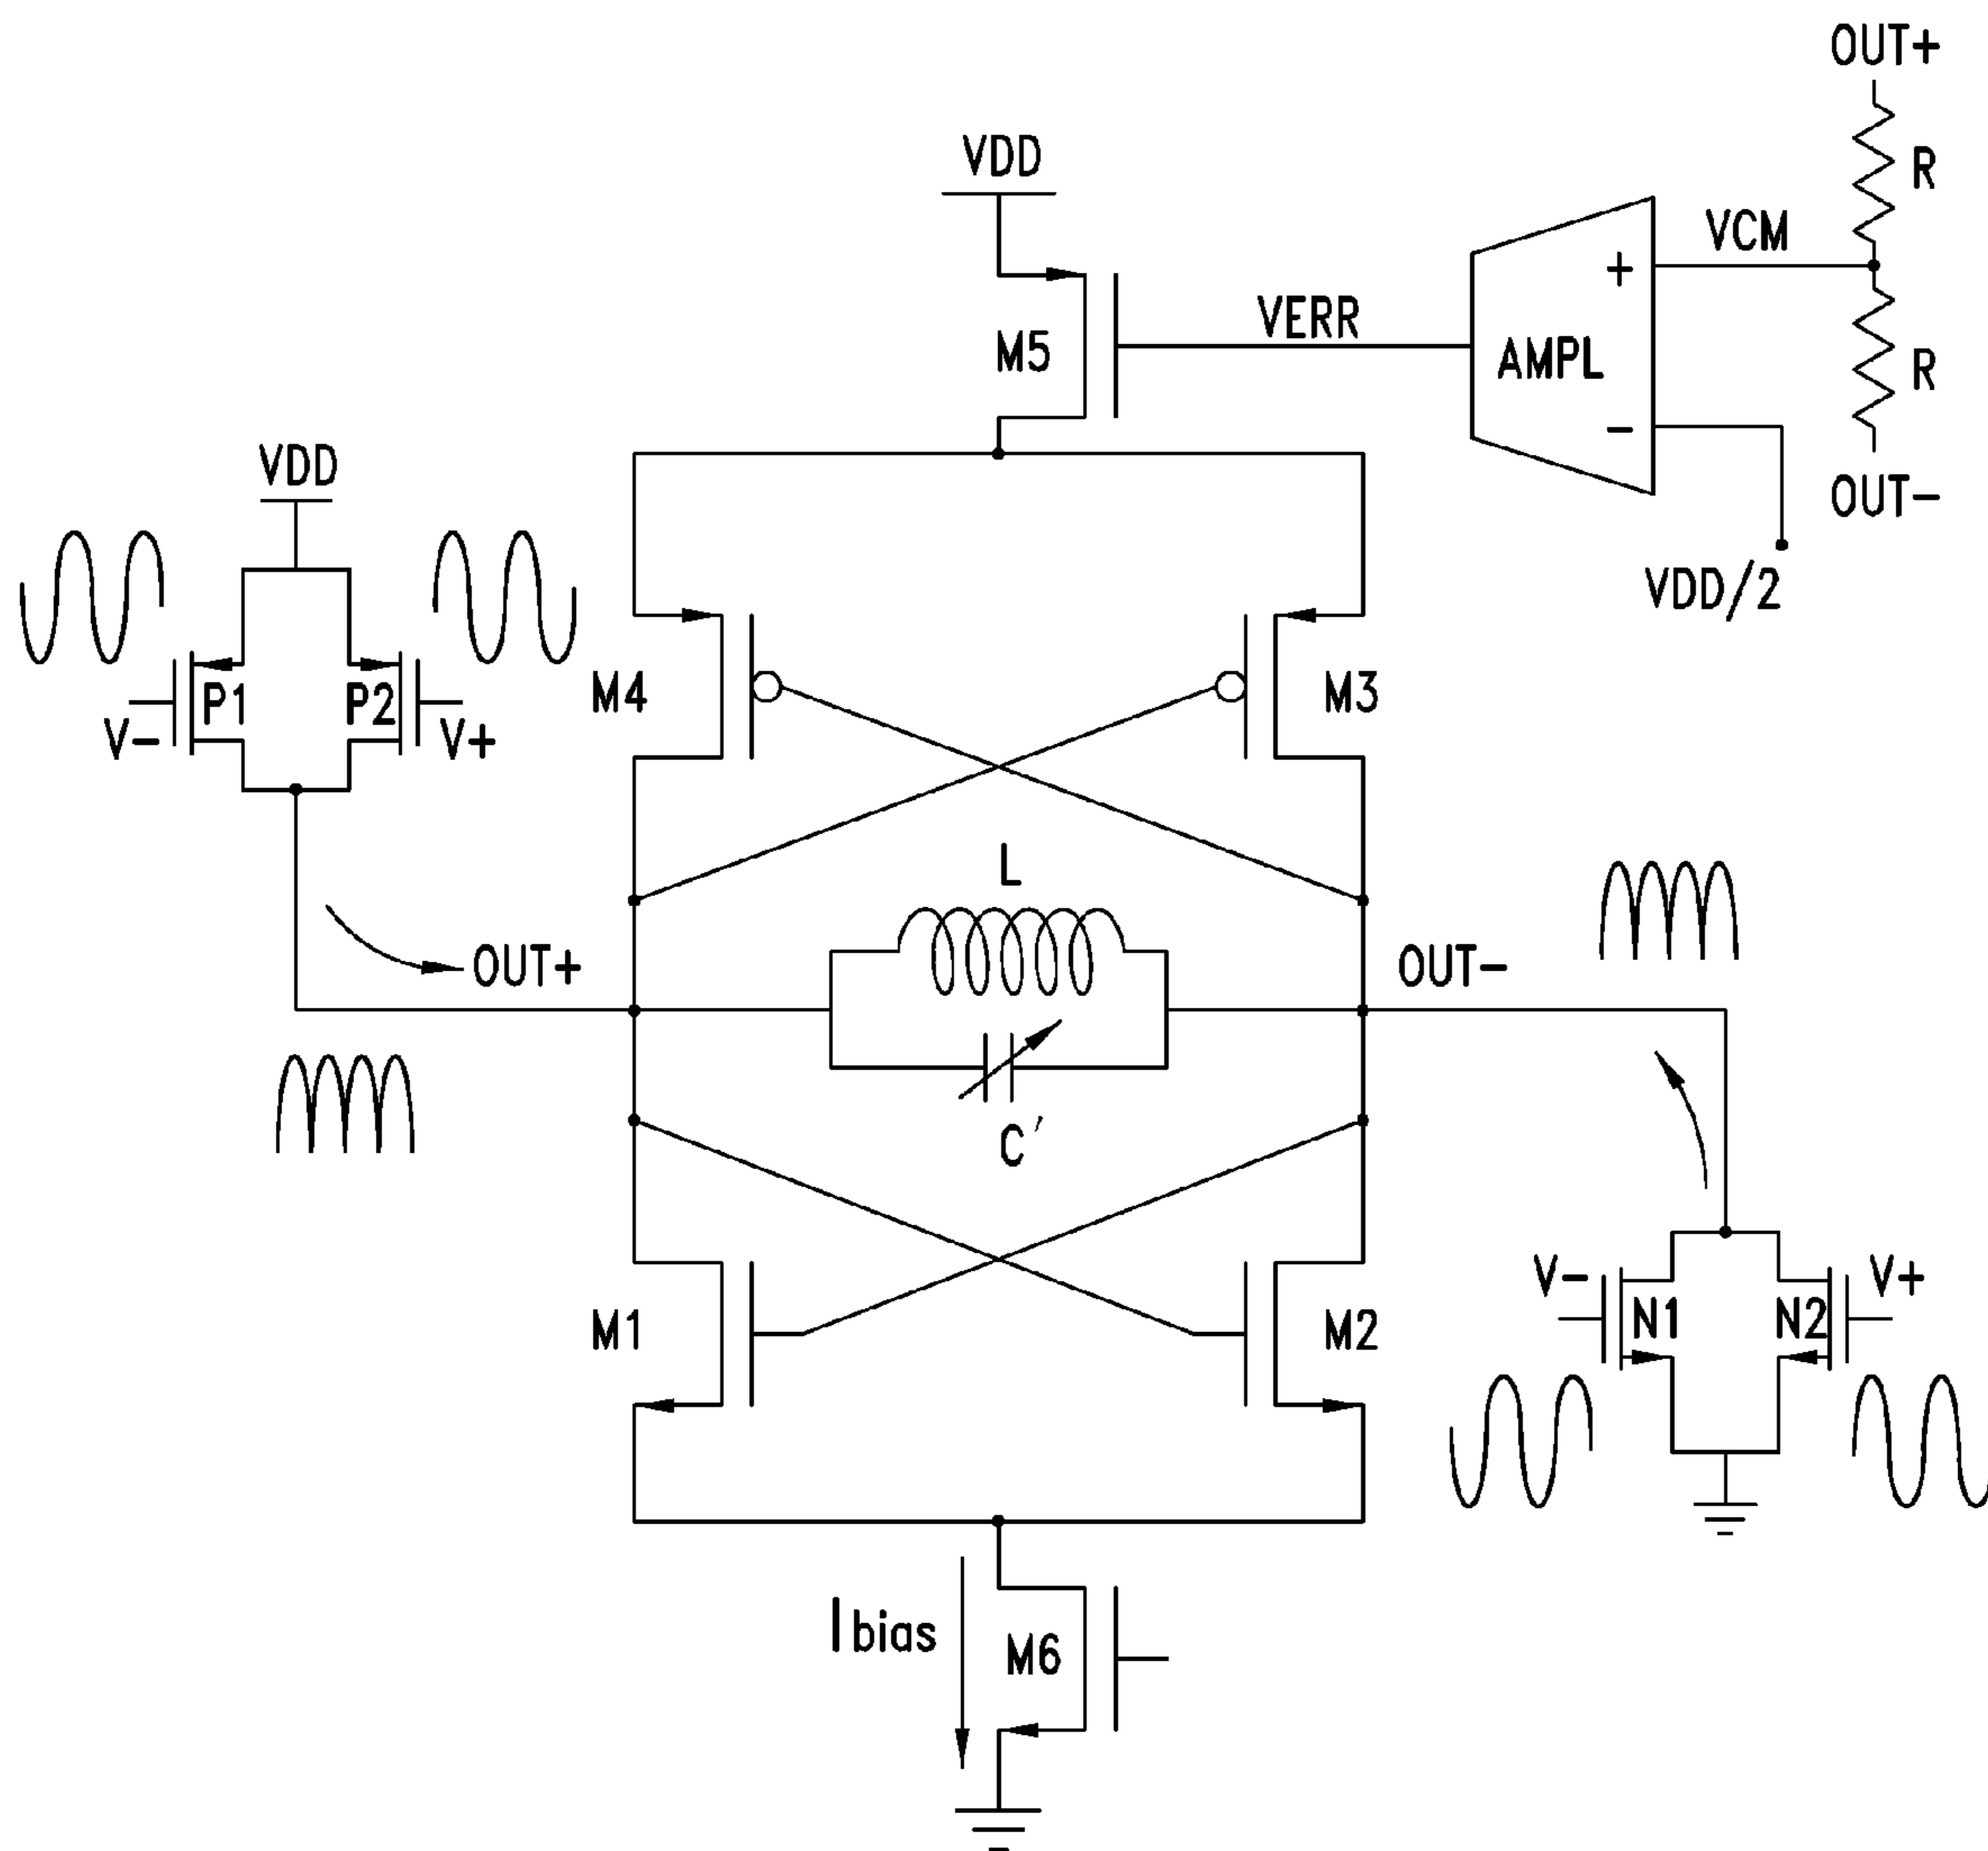 OUT+
R
VDD
VCM
+
VERR
M5
AMPL
R
-
OUT-
VDD
VDD/2
M4
M3
P1
P2
V-
V+
L
OUT+
OUT-
C'
V-
V+
N1
N2
M1
M2
Ibias
M6